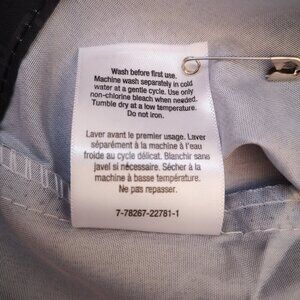 Wash before first use.
Machine wash separately in cold
water at a gentle cycle. Use only
non-chlorine bleach when needed.
Tumble dry at a low temperature.
Do not iron.
Laver avant le premier usage. Laver
séparément à la machine à l'eau
froide au cycle délicat. Blanchir sans
javel si nécessaire. Sécher à la
machine à basse température.
Ne pas repasser.
7-78267-22781-1